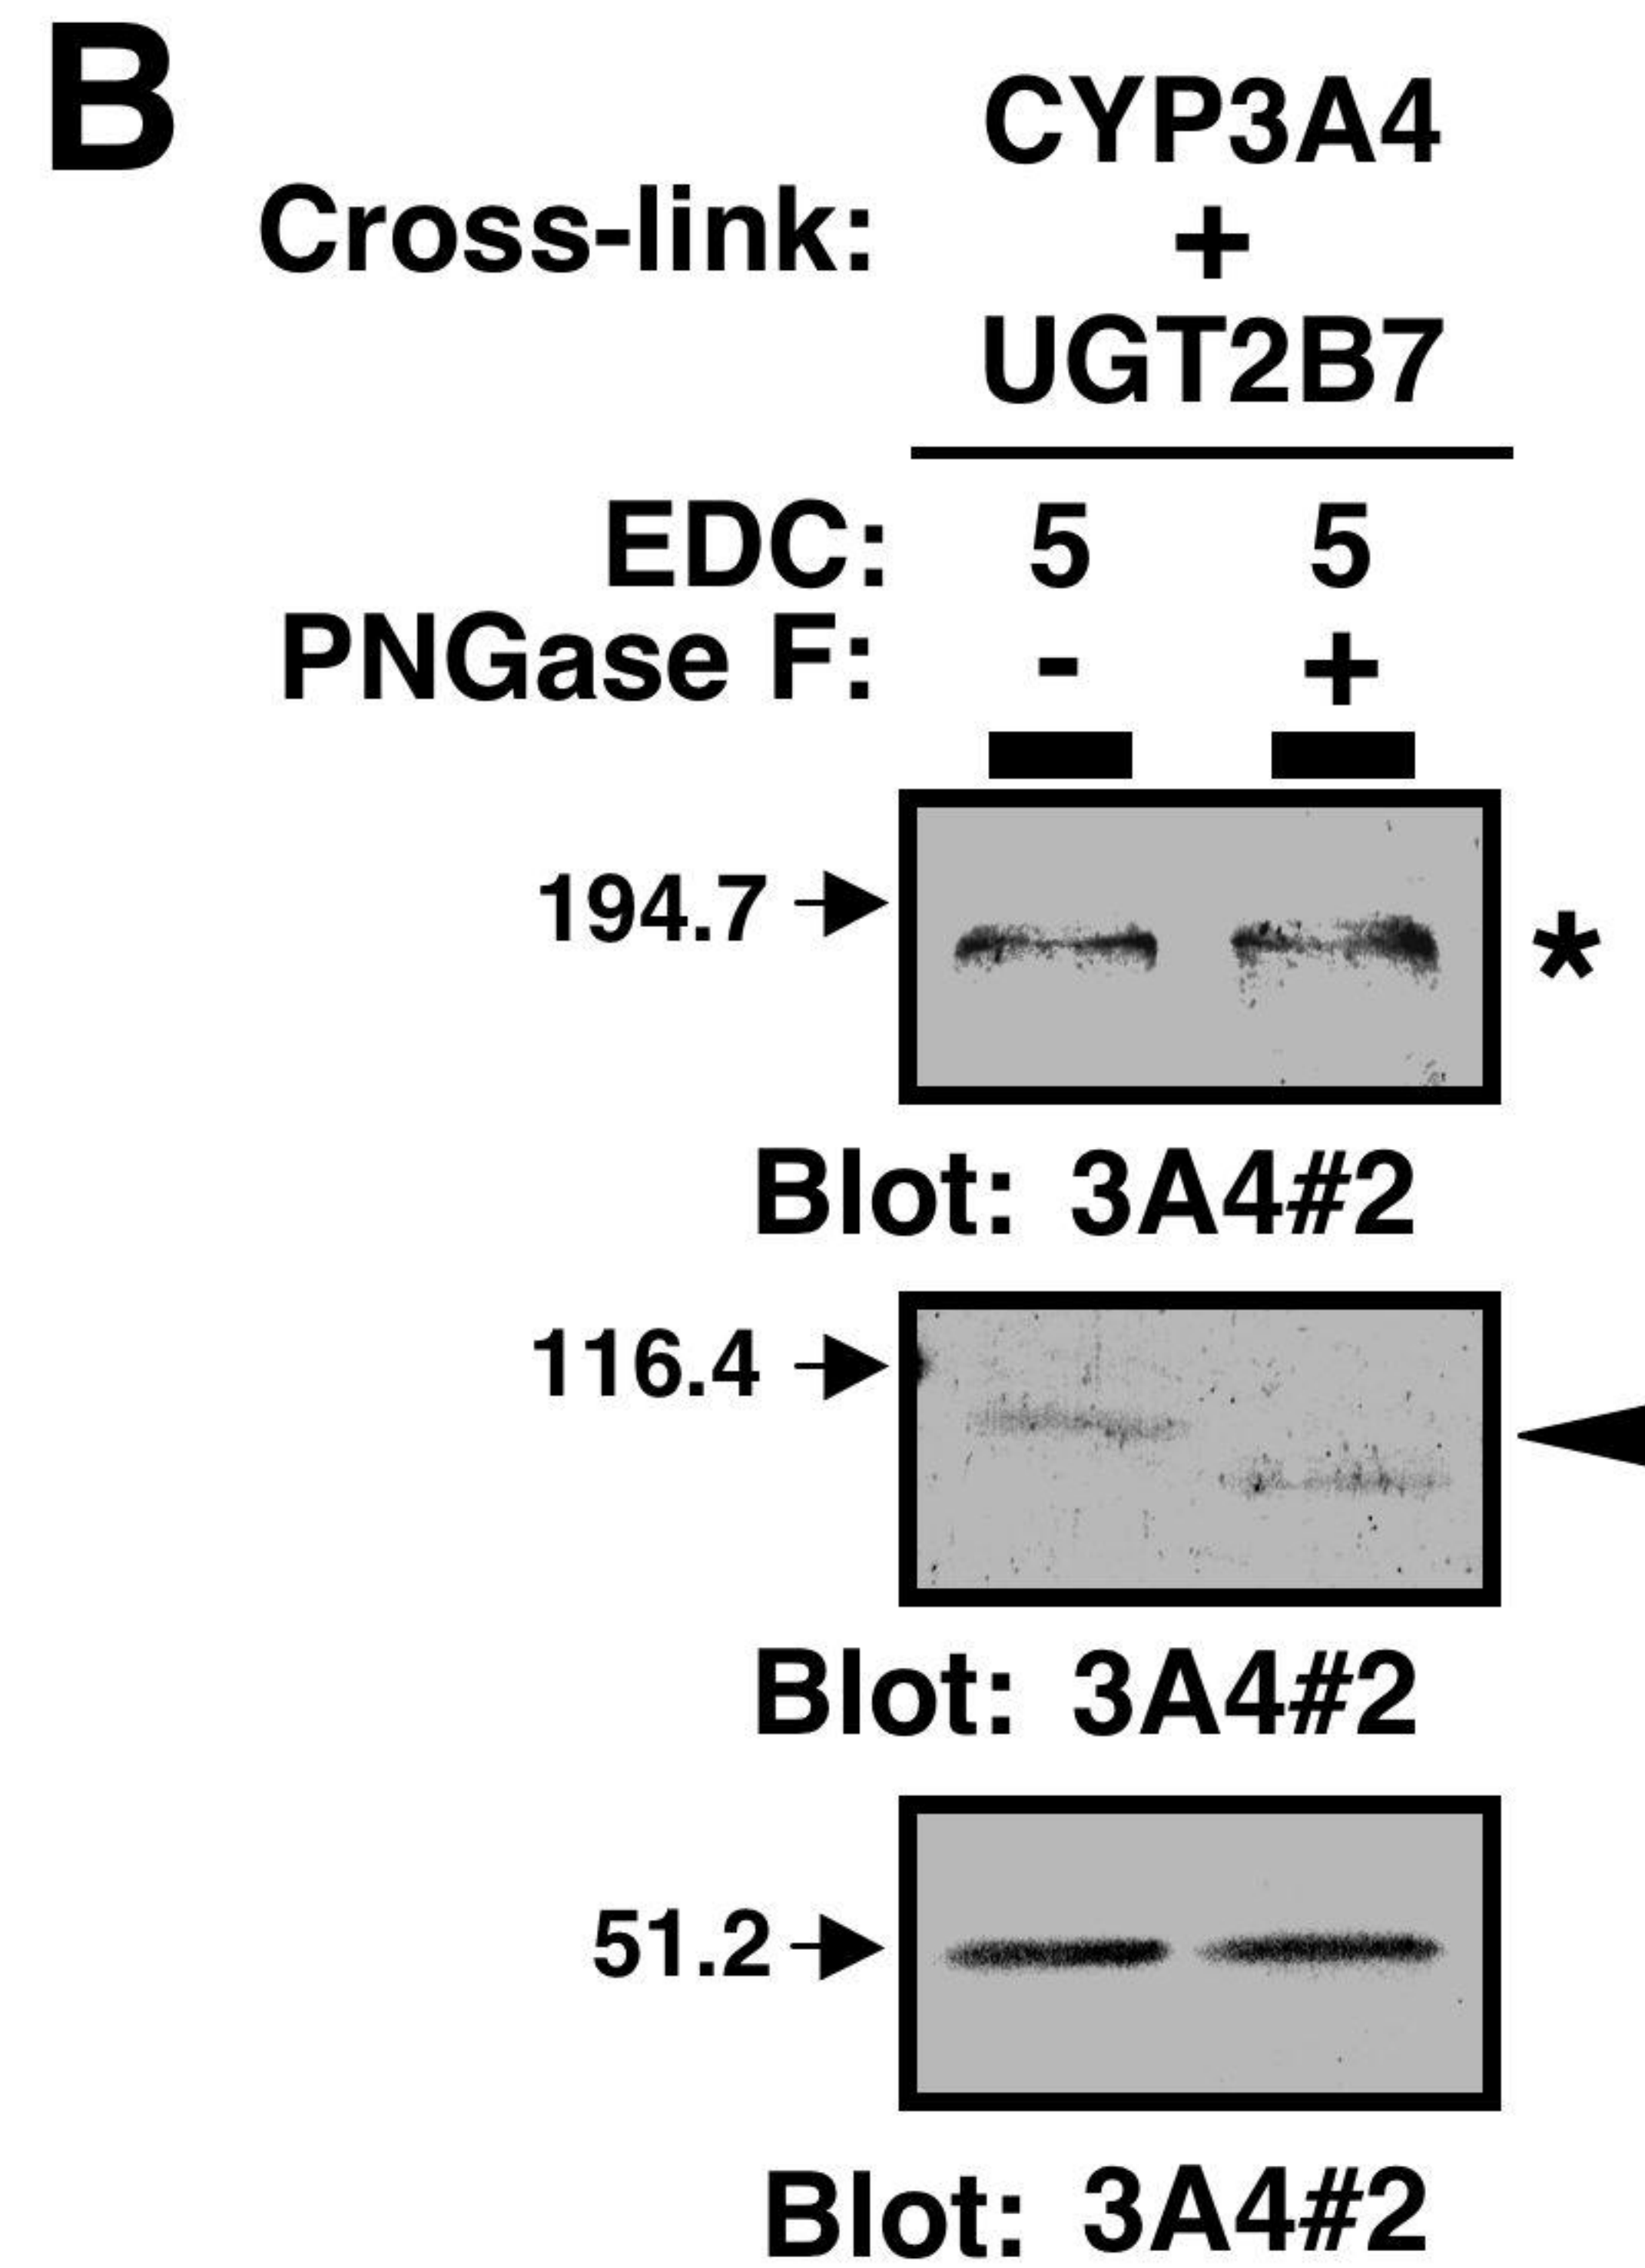 B
CYP3A4
Cross-link: +
UGT2B7
EDC: 5 5
PNGase F: - +
194.7
*
Blot: 3A4#2
116.4
Blot: 3A4#2
51.2
Blot: 3A4#2